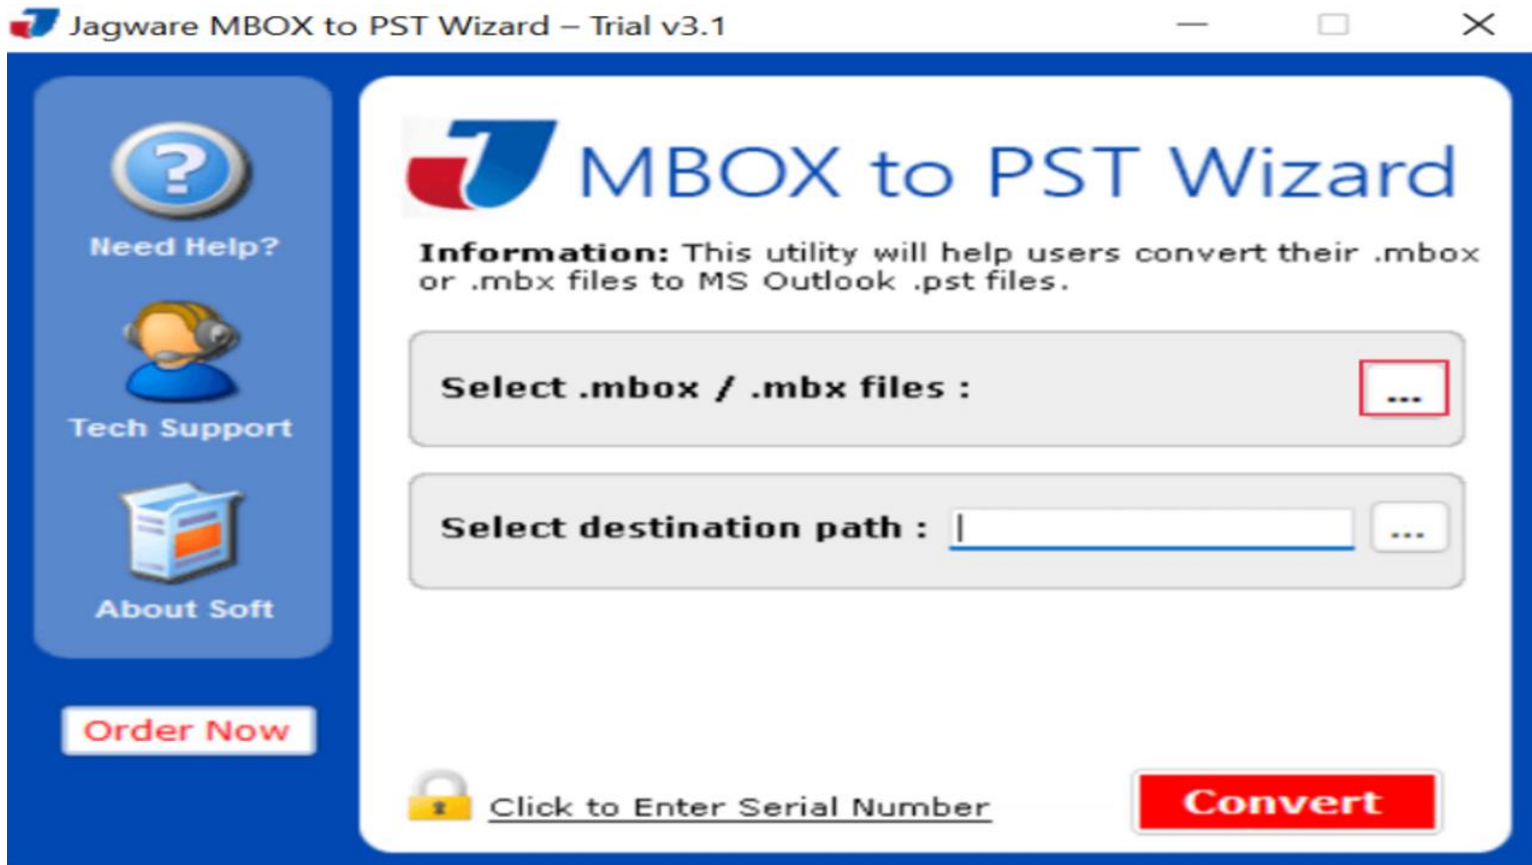 Jagware MBOX to PST Wizard – Trial v3.1
Need Help?
Tech Support
About Soft
Order Now
MBOX to PST Wizard
Information: This utility will help users convert their .mbox
or .mbx files to MS Outlook .pst files.
Select .mbox / .mbx files :
...
Select destination path :
...
Click to Enter Serial Number
Convert